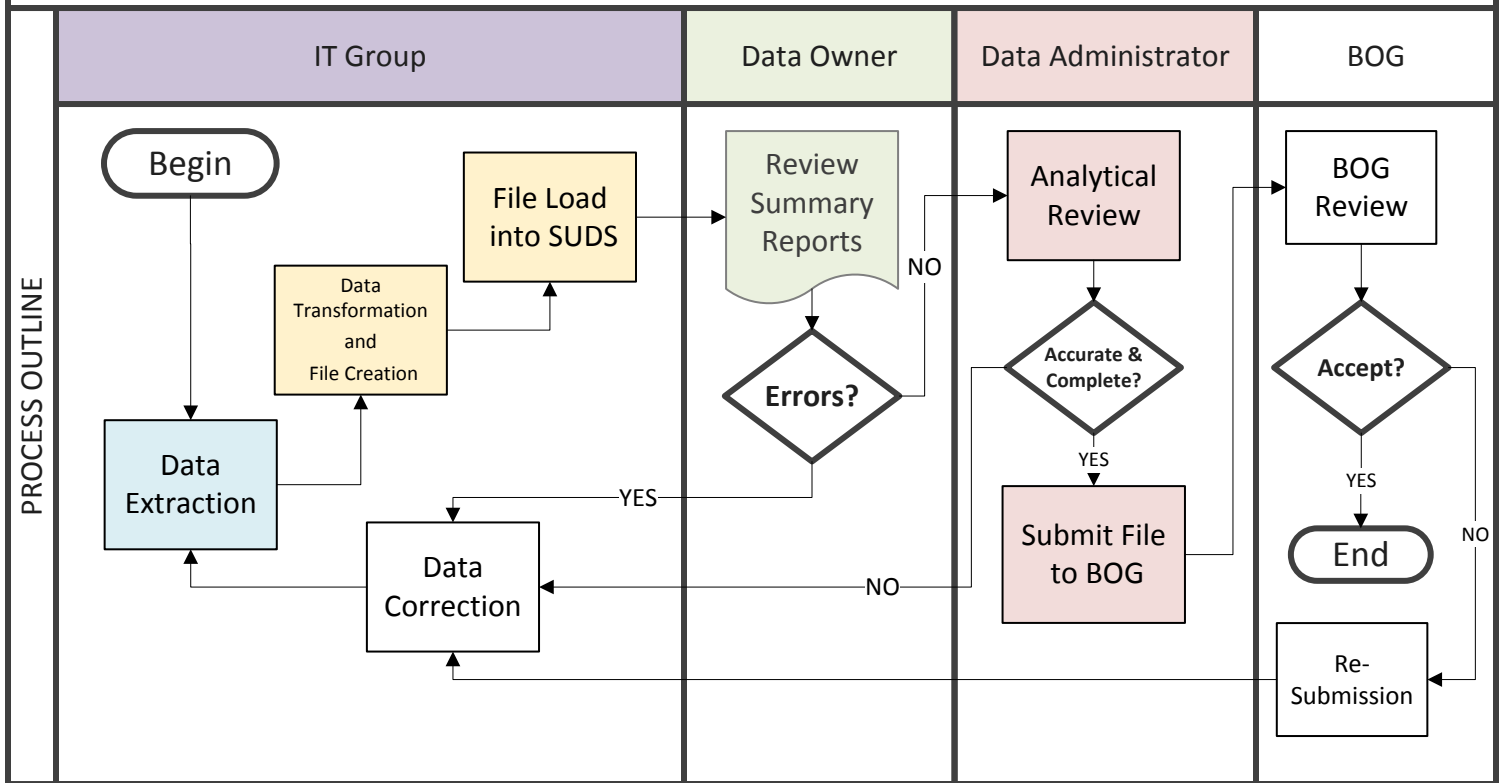 IT Group
Data Owner
Data Administrator
BOG
PROCESS OUTLINE
Begin
Data
Extraction
Data
Transformation
and
File Creation
File Load
into SUDS
Data
Correction
Review
Summary
Reports
Errors?
YES
NO
Analytical
Review
Accurate &
Complete?
YES
NO
Submit File
to BOG
BOG
Review
Accept?
YES
NO
End
Re-
Submission